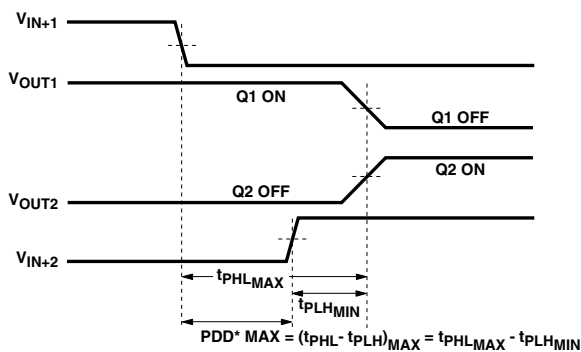 VIN+1
VOUT1
Q1 ON
Q1 OFF
Q2 ON
Q2 OFF
VOUT2
VIN+2
tPHLMAX
tPLHMIN
PDD* MAX = (tPHL- tPLH)MAX = tPHLMAX - tPLHMIN